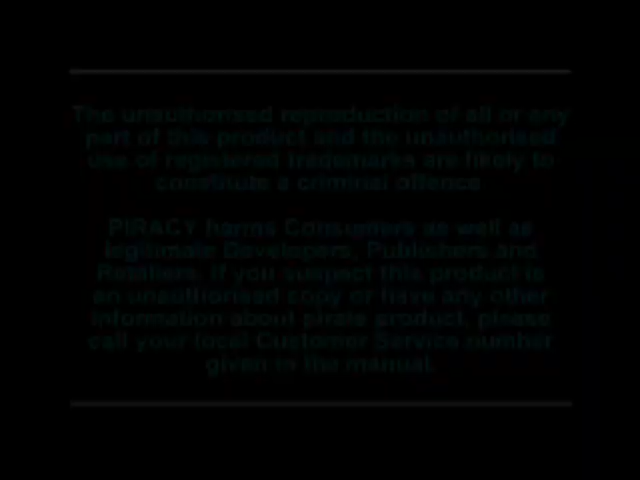 The unauthorised reproduction of all or any
part of this product and the unauthorised
use of registered trademarks are likely to
constitute a criminal offence.
PIRACY harms Consumers as well as
legitimate Developers, Publishers and
Retailers. If you suspect this product is
an unauthorised copy or have any other
information about pirate product, please
call your local Customer Service number
given in the manual.